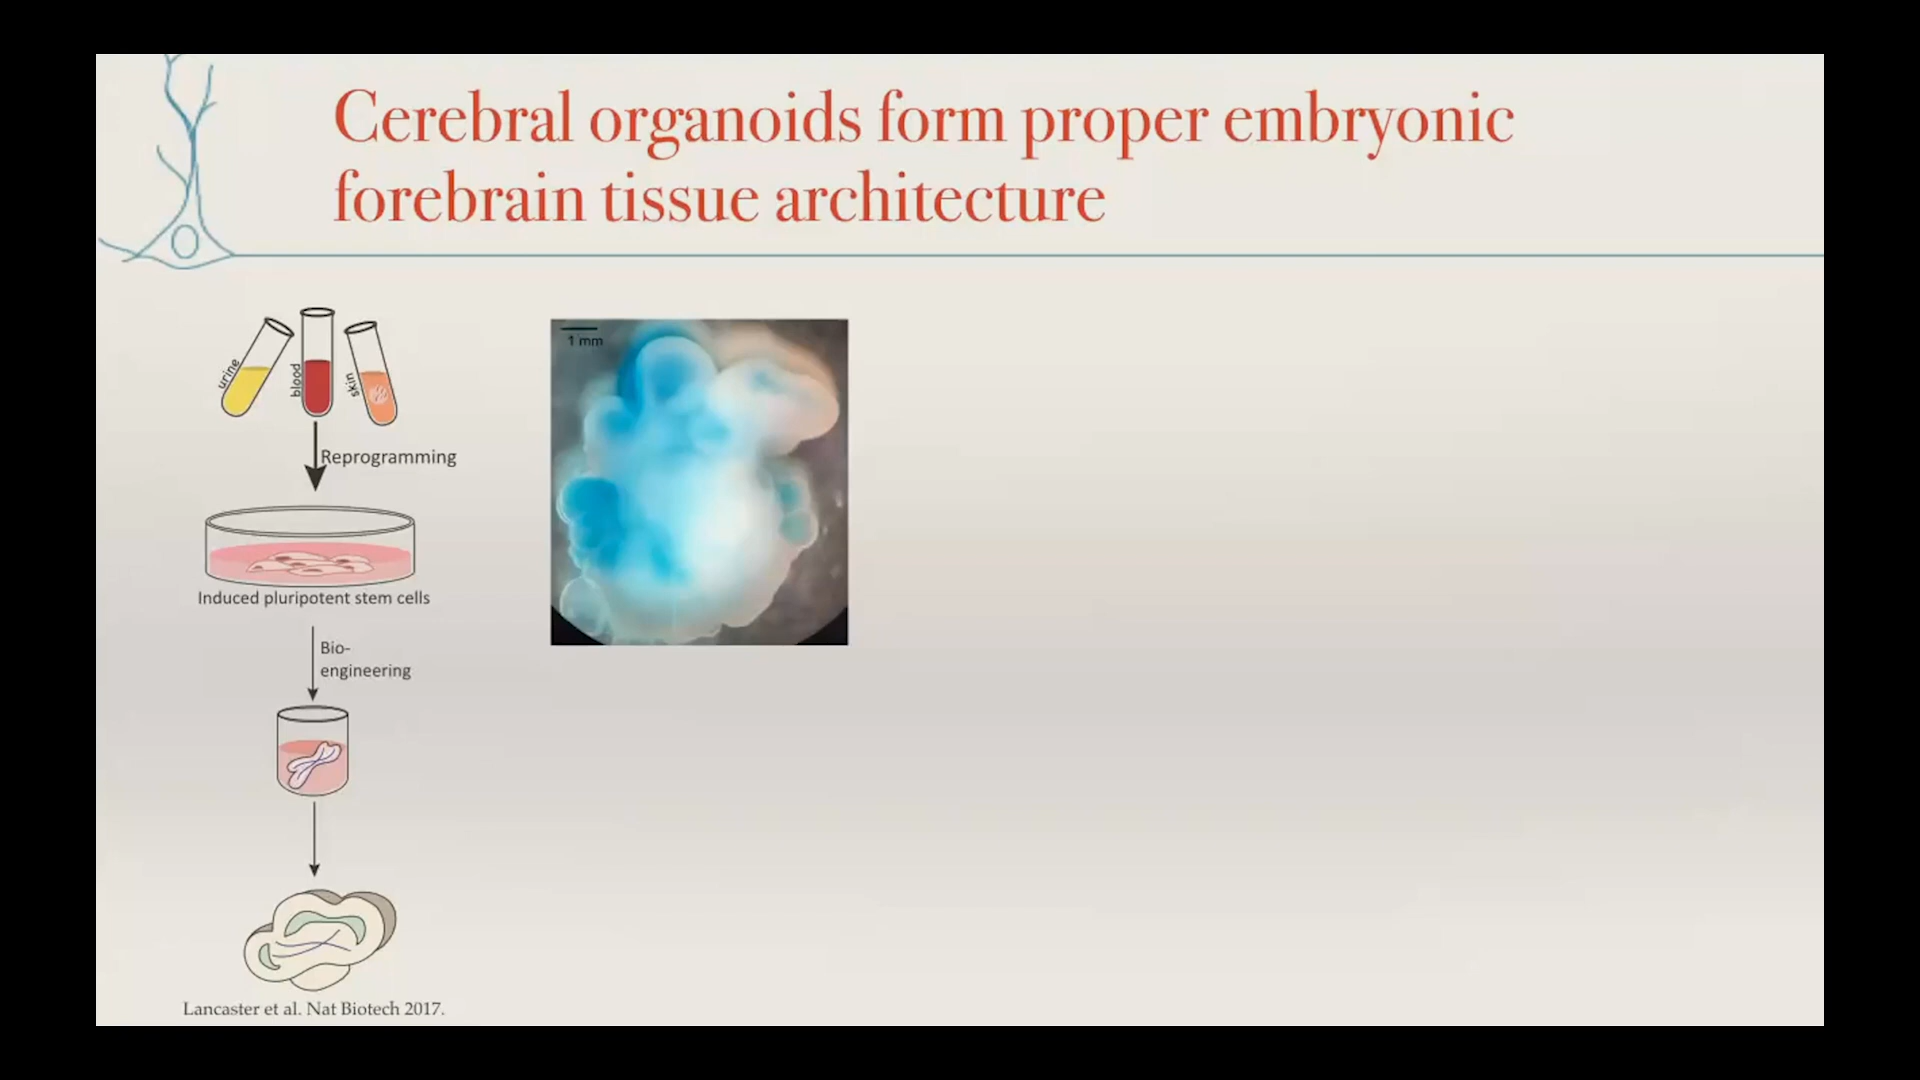 Cerebral organoids form proper embryonic
forebrain tissue architecture
urine
blood
skin
Reprogramming
Induced pluripotent stem cells
Bio-
engineering
Lancaster et al. Nat Biotech 2017.
1 mm